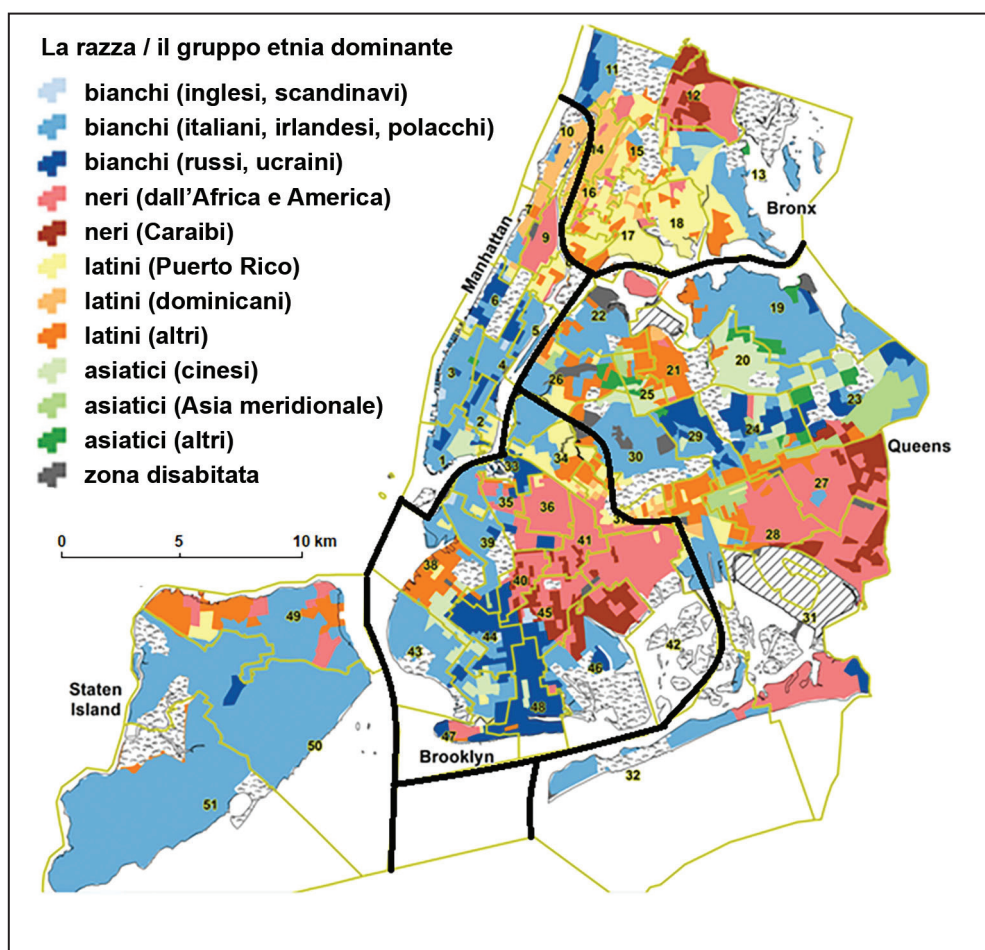 La razza / il gruppo etnia dominante
bianchi (inglesi, scandinavi)
bianchi (italiani, irlandesi, polacchi)
bianchi (russi, ucraini)
neri (dall'Africa e America)
neri (Caraibi)
latini (Puerto Rico)
latini (dominicani)
latini (altri)
asiatici (cinesi)
asiatici (Asia meridionale)
asiatici (altri)
zona disabitata
0 5 10 km
11
12
10
14
15
13
Bronx
16
7
18
9
17
Manhattan
6
19
22
5
20
21
3
4
26
25
23
24
2
29
30
Queens
1
34
33
27
35
36
37
28
39
41
38
40
31
49
45
44
42
43
46
Staten
Island
48
47
Brooklyn
50
32
51